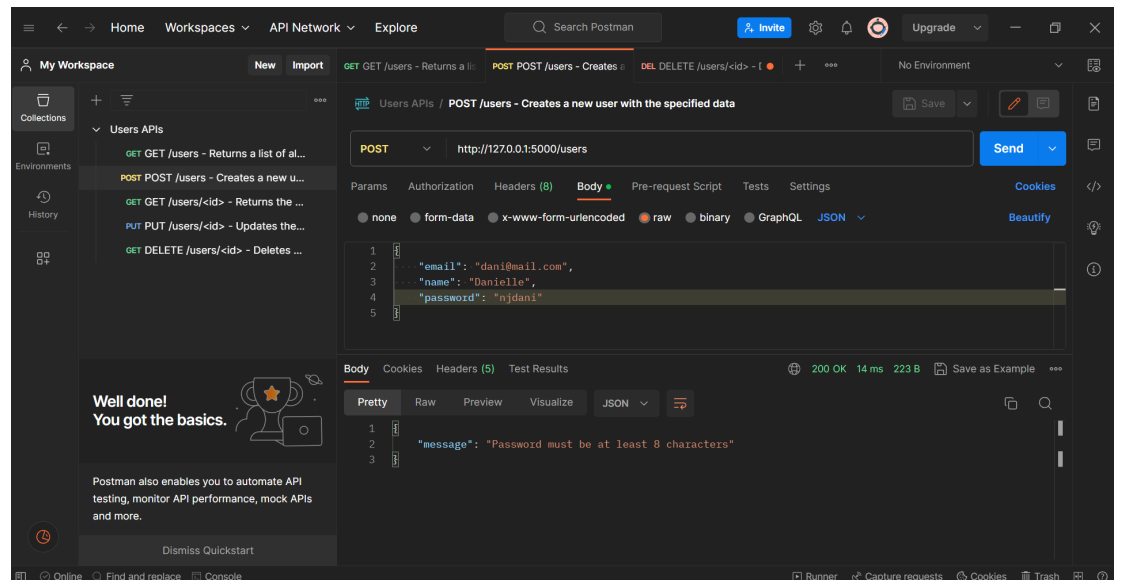 Home Workspaces API Network Explore Search Postman Invite Upgrade
My Workspace New Import GET GET /users - Returns a lis POST POST /users - Creates a DEL DELETE /users/<id> - D No Environment
Collections
Environments
History
Users APIs
GET GET /users - Returns a list of al...
POST POST /users - Creates a new u...
GET GET /users/<id> - Returns the ...
PUT PUT /users/<id> - Updates the...
GET DELETE /users/<id> - Deletes ...
Well done!
You got the basics.
Postman also enables you to automate API
testing, monitor API performance, mock APIs
and more.
Dismiss Quickstart
HTTP Users APIs / POST /users - Creates a new user with the specified data Save
POST http://127.0.0.1:5000/users Send
Params Authorization Headers (8) Body Pre-request Script Tests Settings Cookies
none form-data x-www-form-urlencoded raw binary GraphQL JSON Beautify
1 {
2 "email": "dani@mail.com",
3 "name": "Danielle",
4 "password": "njdani"
5 }
Body Cookies Headers (5) Test Results 200 OK 14 ms 223 B Save as Example
Pretty Raw Preview Visualize JSON
1 {
2 "message": "Password must be at least 8 characters"
3 }
Online Find and replace Console Runner Capture requests Cookies Trash